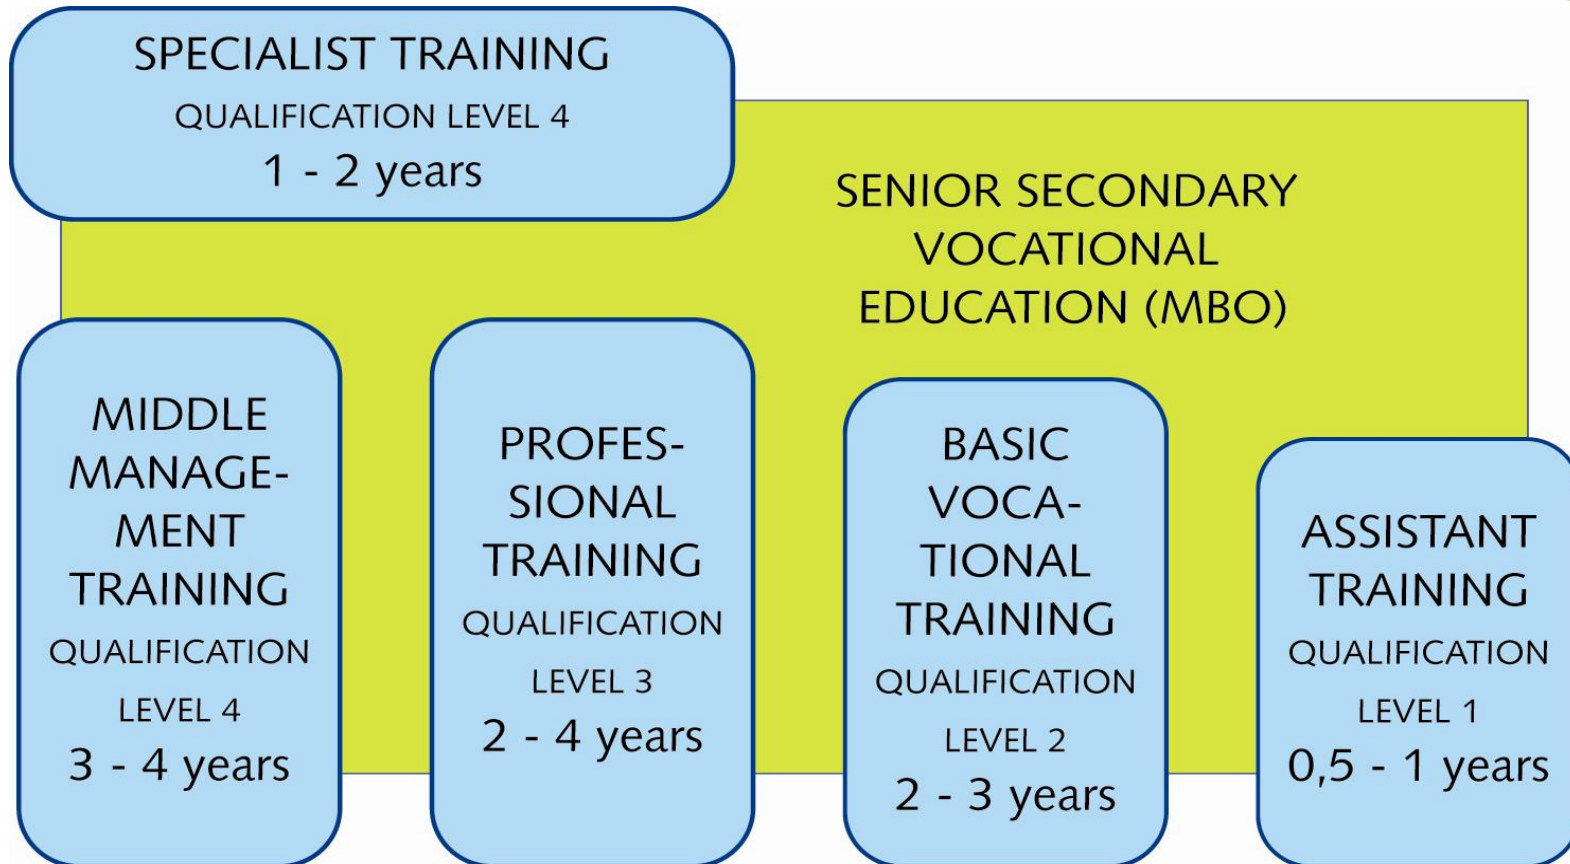 SPECIALIST TRAINING
QUALIFICATION LEVEL 4
1 - 2 years
SENIOR SECONDARY
VOCATIONAL
EDUCATION (MBO)
MIDDLE
MANAGE-
MENT
TRAINING
QUALIFICATION
LEVEL 4
3 - 4 years
PROFES-
SIONAL
TRAINING
QUALIFICATION
LEVEL 3
2 - 4 years
BASIC
VOCA-
TIONAL
TRAINING
QUALIFICATION
LEVEL 2
2 - 3 years
ASSISTANT
TRAINING
QUALIFICATION
LEVEL 1
0,5 - 1 years